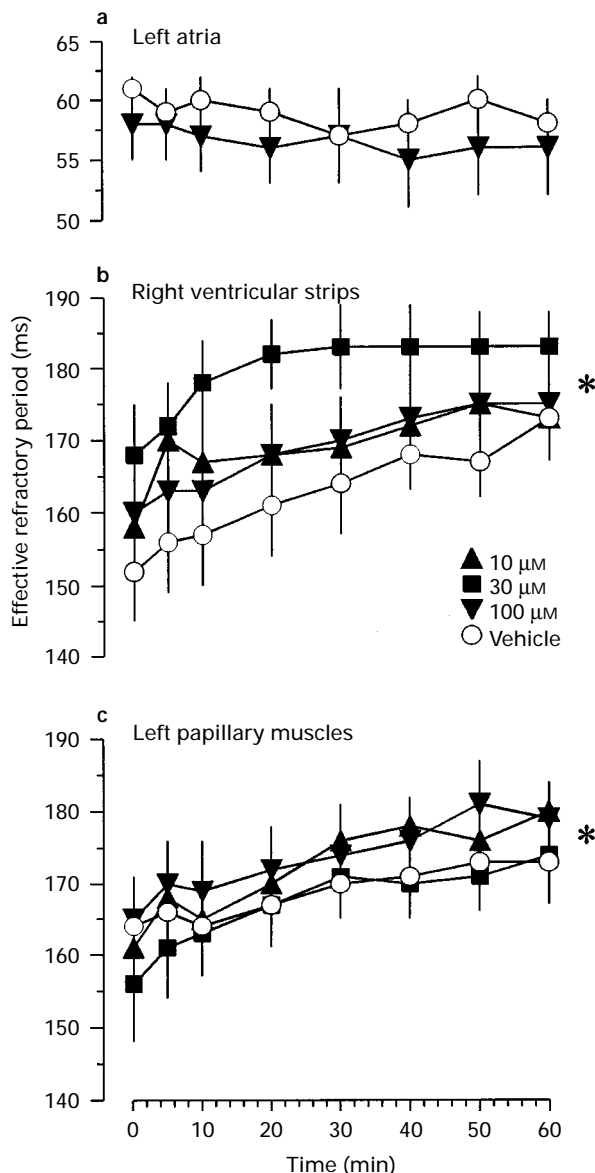 a
Left atria
65
60
55
50
b
Right ventricular strips
190
180
170
160
150
140
*
10 μM
30 μM
100 μM
Vehicle
Effective refractory period (ms)
c
Left papillary muscles
190
180
170
160
150
140
*
0 10 20 30 40 50 60
Time (min)